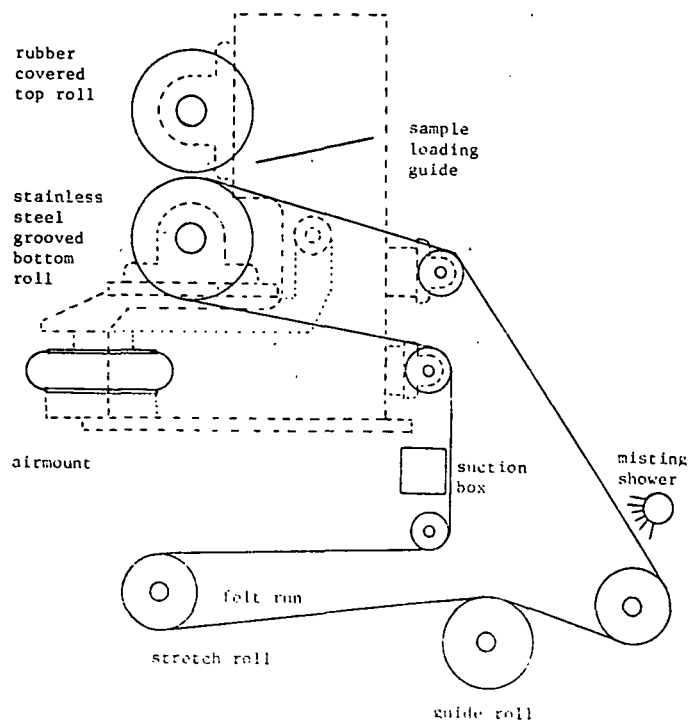 rubber
covered
top roll
sample
loading
guide
stainless
steel
grooved
bottom
roll
airmount
suction
box
misting
shower
felt run
stretch roll
guide roll